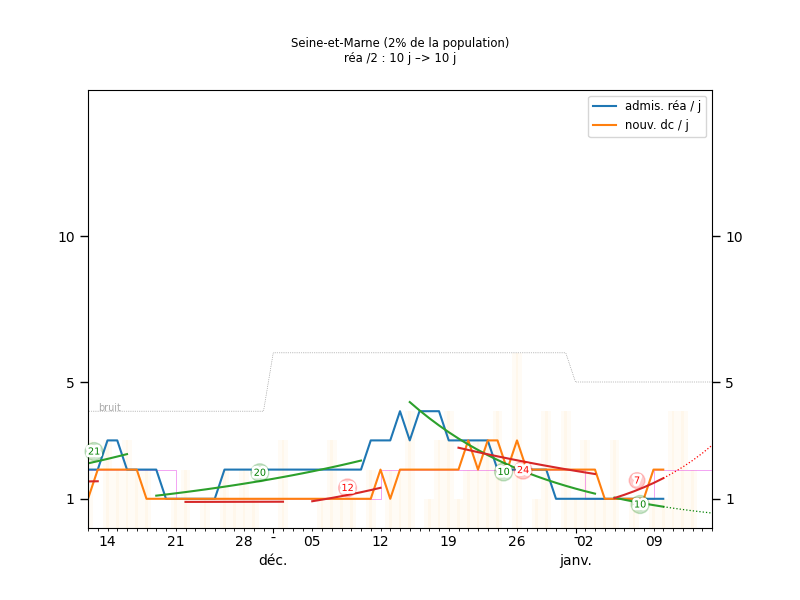 Seine-et-Marne (2% de la population)
réa /2 : 10 j –> 10 j
admis. réa / j
nouv. dc / j
10 10
5 5
bruit
21
20
12
10 24
7
10
1 1
14 21 28 - 05 12 19 26 - 02 09
déc. janv.